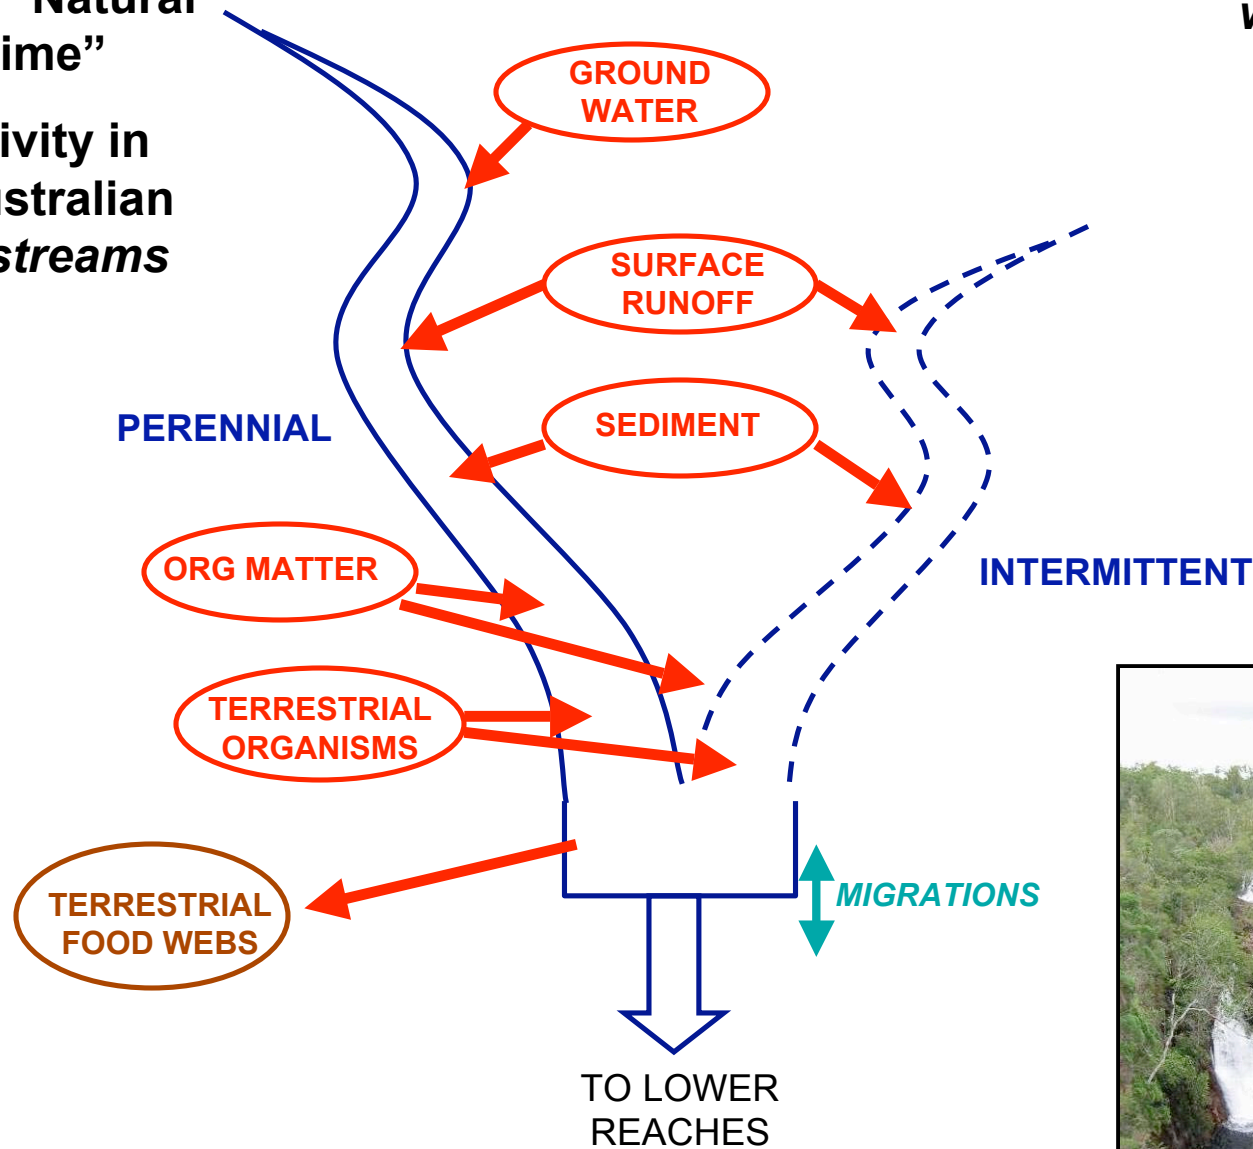 Natural
ime”
ivity in
ustralian
streams
GROUND
WATER
SURFACE
RUNOFF
SEDIMENT
PERENNIAL
ORG MATTER
INTERMITTENT
TERRESTRIAL
ORGANISMS
TERRESTRIAL
FOOD WEBS
MIGRATIONS
TO LOWER
REACHES